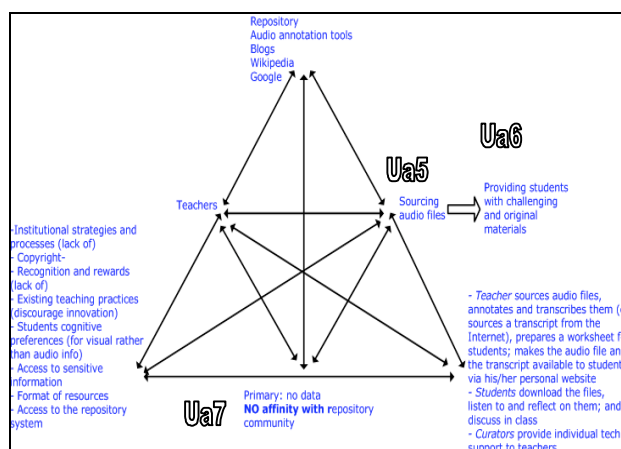 Repository
Audio annotation tools
Blogs
Wikipedia
Google
Ua6
Ua5
Teachers
Sourcing
audio files
Providing students
with challenging
and original
materials
-Institutional strategies and
processes (lack of)
- Copyright-
- Recognition and rewards
(lack of)
- Existing teaching practices
(discourage innovation)
- Students cognitive
preferences (for visual rather
than audio info)
- Access to sensitive
information
- Format of resources
- Access to the repository
system
Ua7
Primary: no data
NO affinity with repository
community
- Teacher sources audio files,
annotates and transcribes them (
sources a transcript from the
Internet), prepares a worksheet
students; makes the audio file
the transcript available to
via his/her personal website
- Students download the files,
listen to and reflect on them;
discuss in class
- Curators provide individual
support to teachers